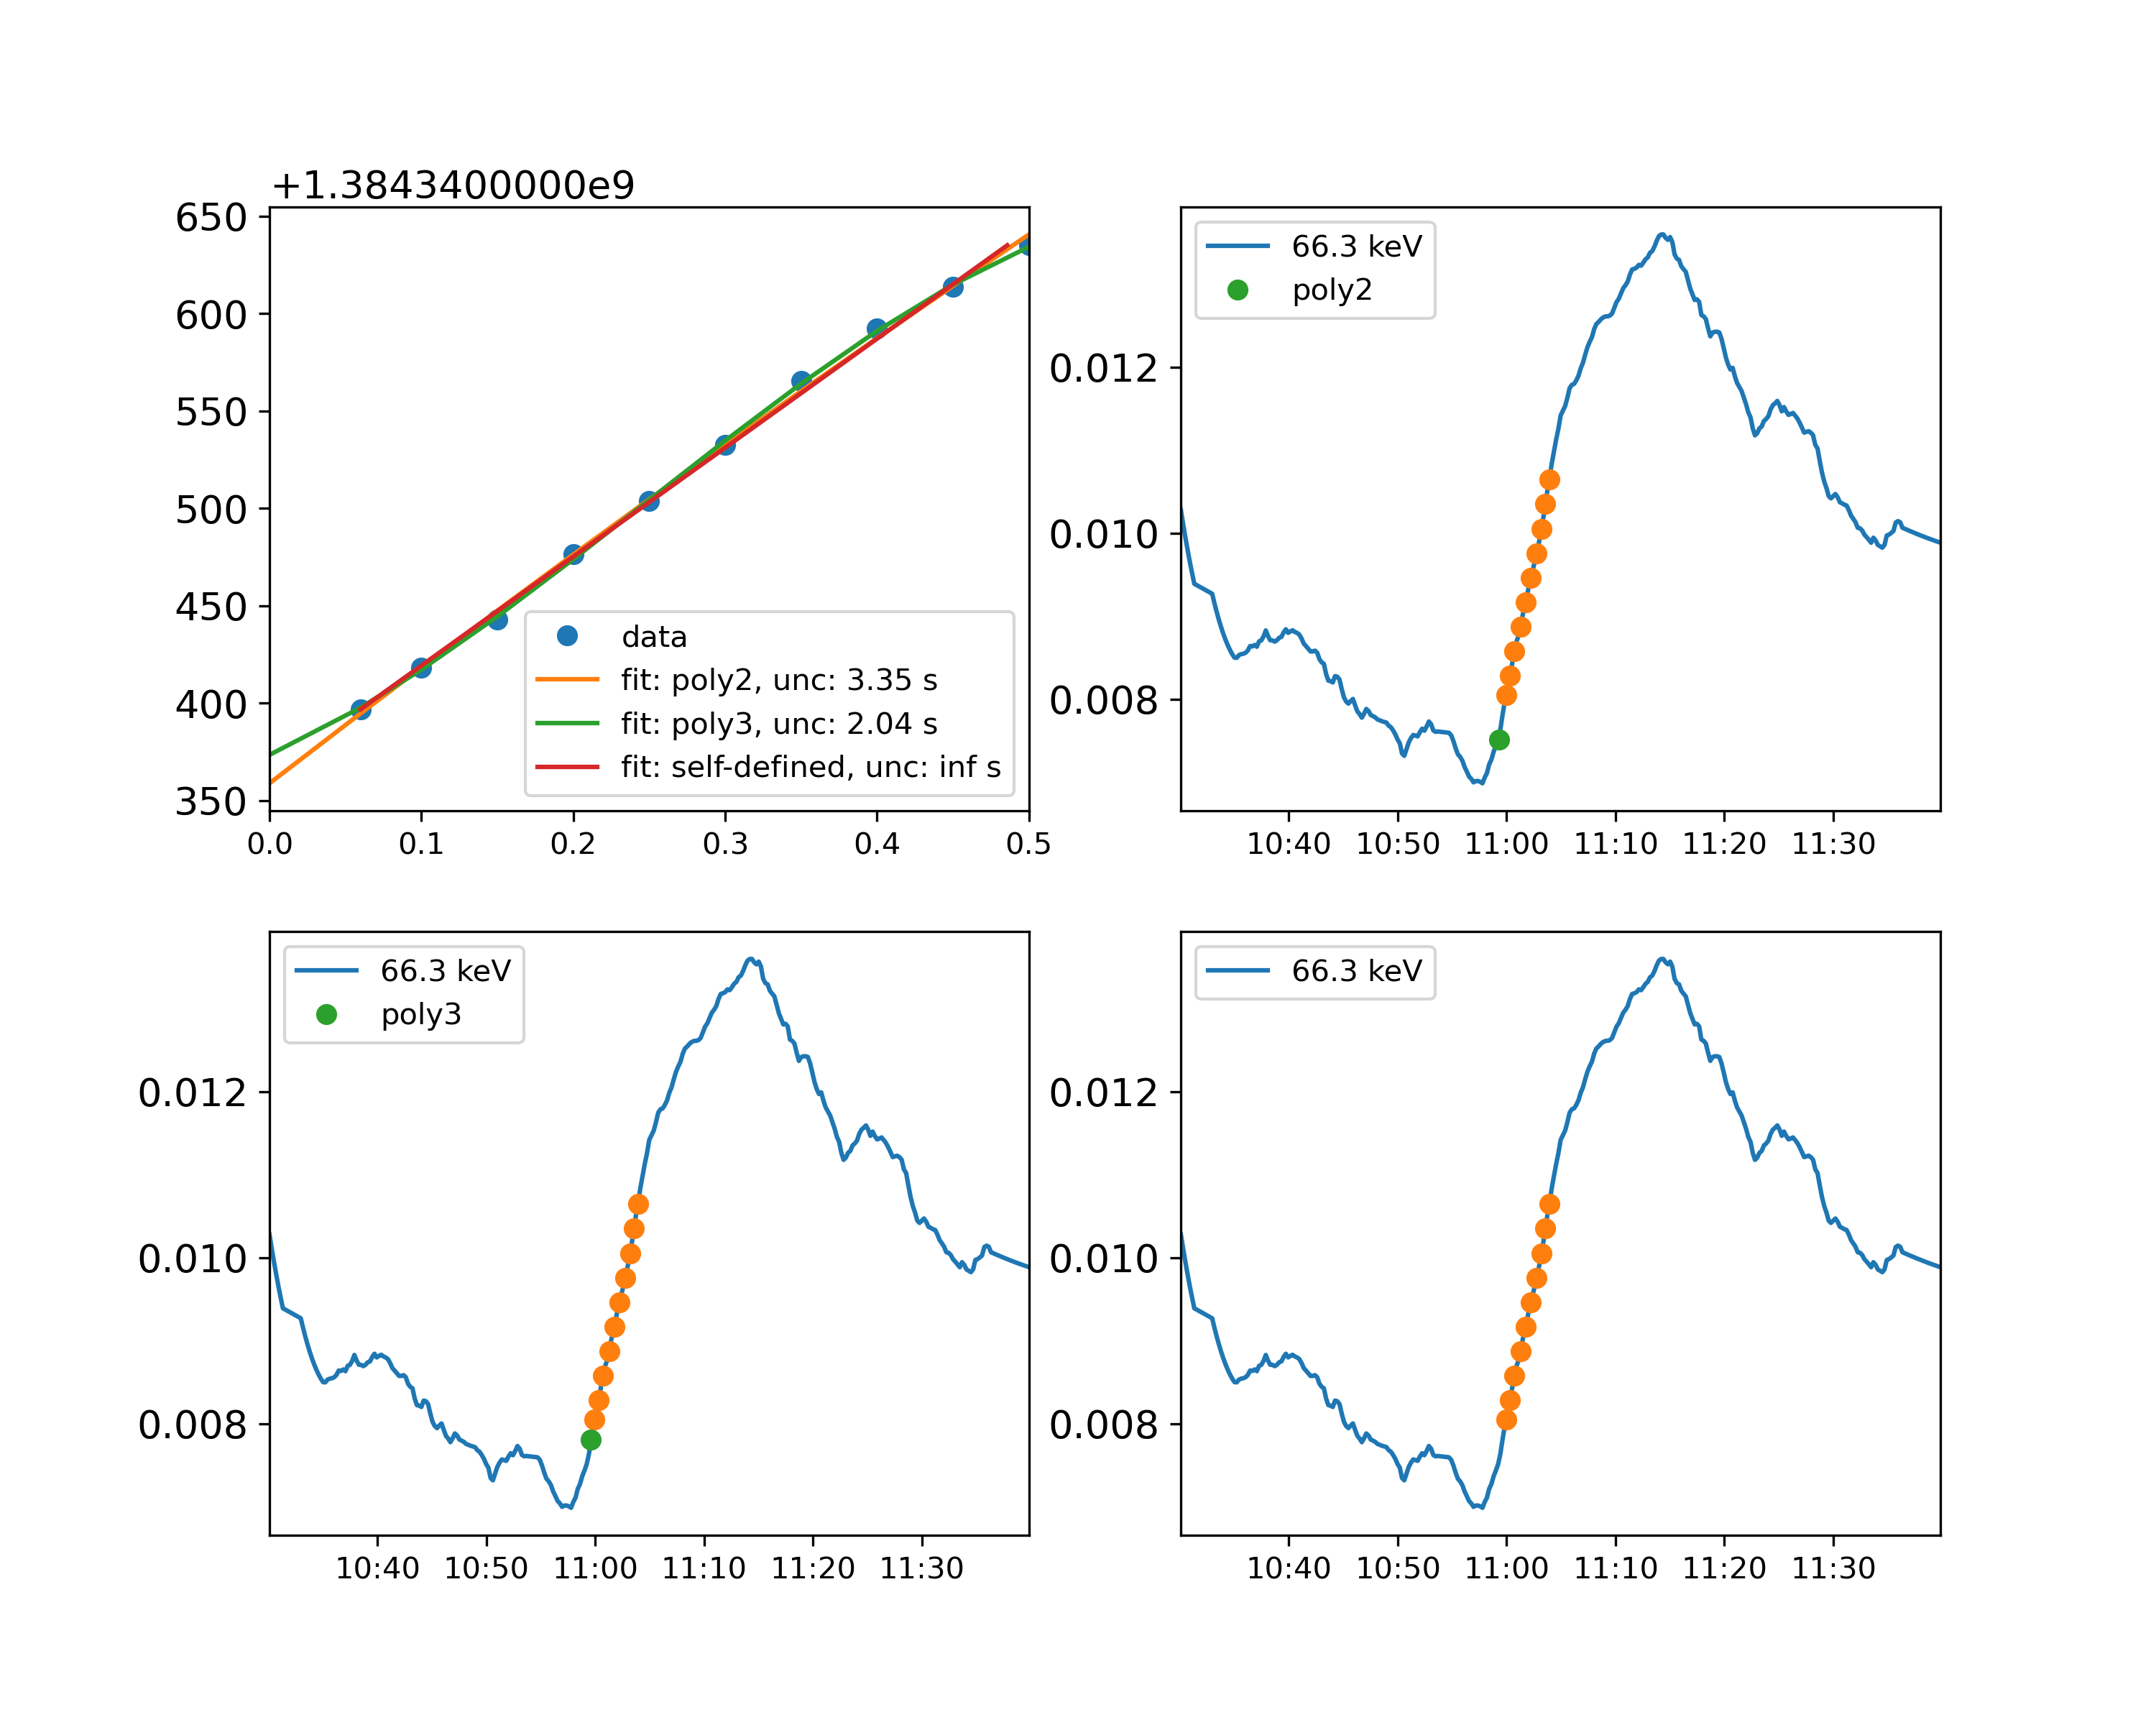 +1.3843400000e9
650
600
550
500
450
400
350
0.0 0.1 0.2 0.3 0.4 0.5
data
fit: poly2, unc: 3.35 s
fit: poly3, unc: 2.04 s
fit: self-defined, unc: inf s
66.3 keV
poly2
0.012
0.010
0.008
10:40 10:50 11:00 11:10 11:20 11:30
66.3 keV
poly3
0.012
0.010
0.008
10:40 10:50 11:00 11:10 11:20 11:30
66.3 keV
0.012
0.010
0.008
10:40 10:50 11:00 11:10 11:20 11:30